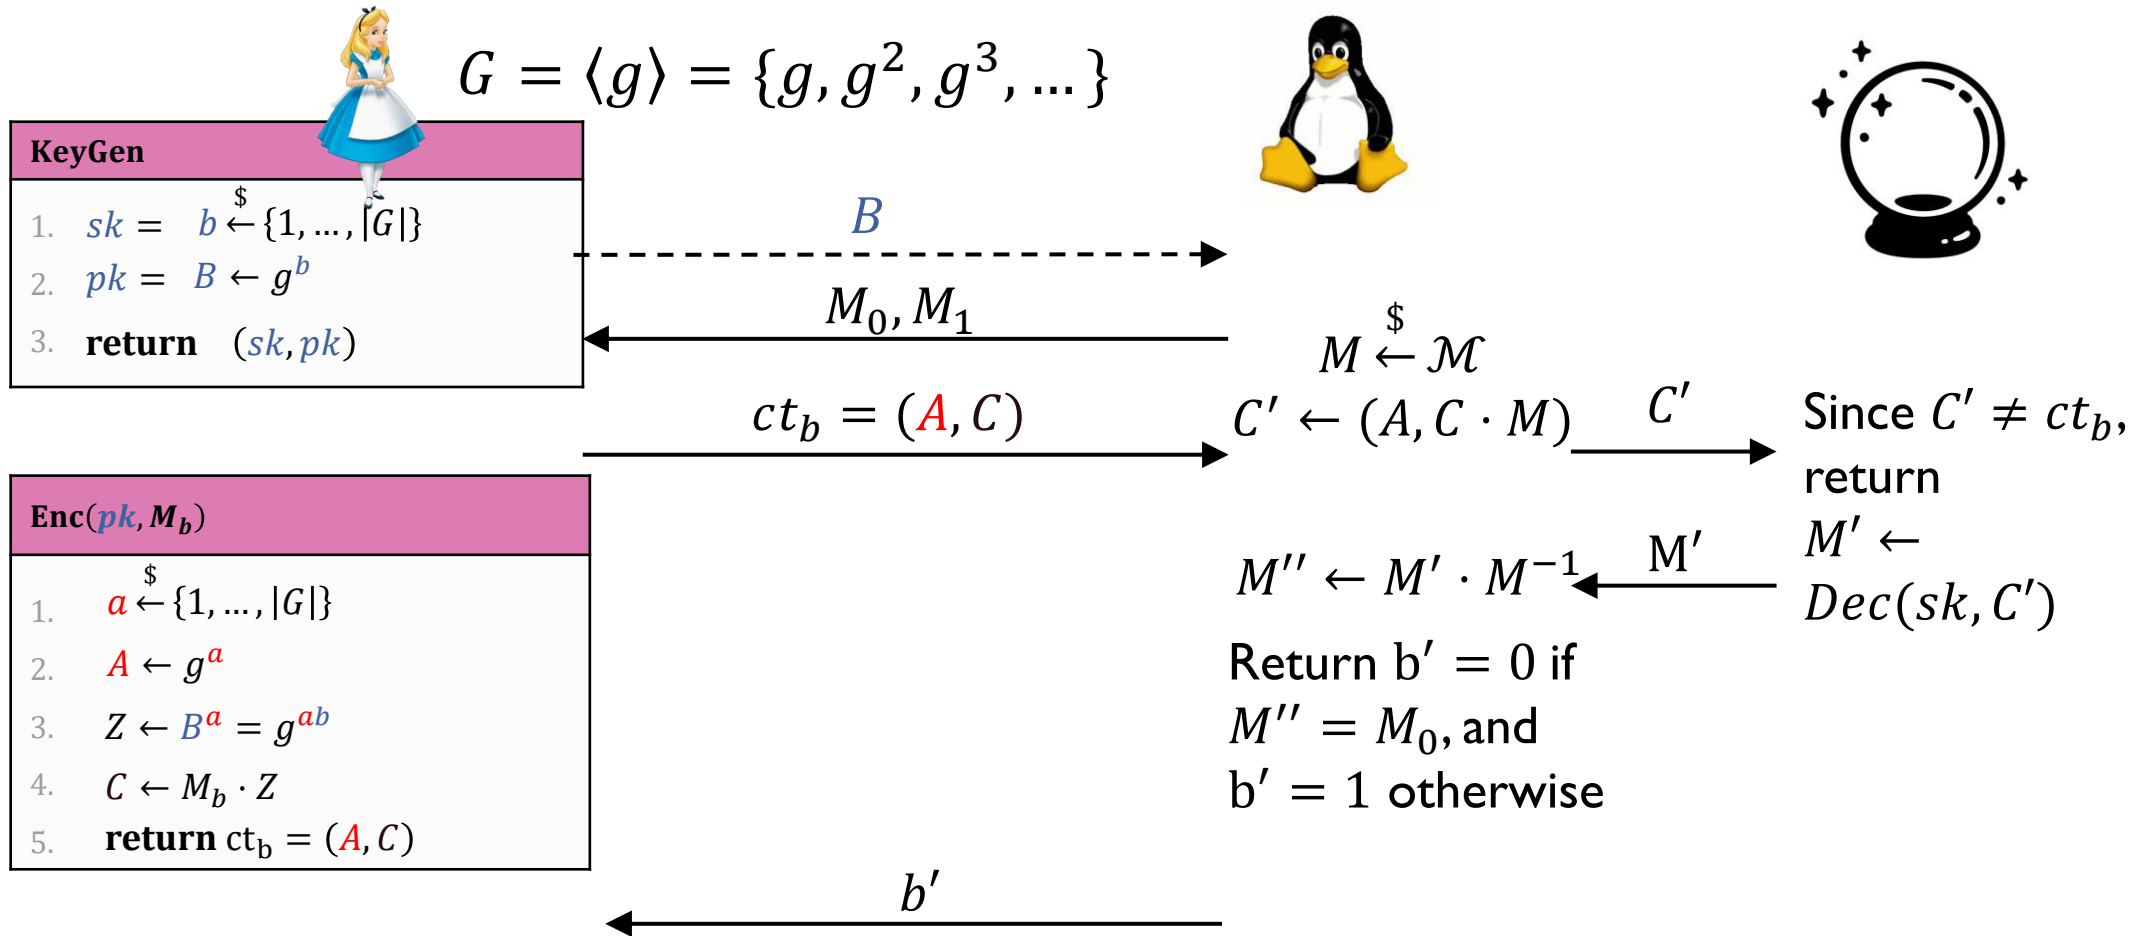 G = ⟨g⟩ = {g, g², g³, … }
KeyGen
1. sk = b ←$ {1, … , |G|}
2. pk = B ← g^b
3. return (sk, pk)
B
M₀, M₁
ct_b = (A, C)
M ←$ ℳ
C′ ← (A, C · M)
C′
Since C′ ≠ ct_b,
return
M′ ←
Dec(sk, C′)
M′
M′′ ← M′ · M⁻¹
Return b′ = 0 if
M′′ = M₀, and
b′ = 1 otherwise
Enc(pk, M_b)
1. a ←$ {1, … , |G|}
2. A ← g^a
3. Z ← B^a = g^ab
4. C ← M_b · Z
5. return ct_b = (A, C)
b′